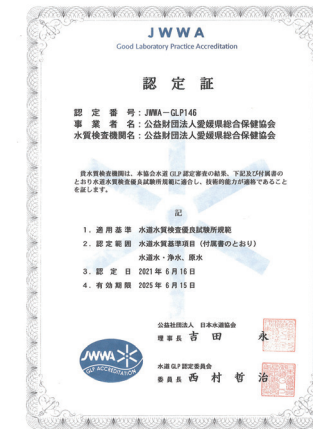 JWWA
Good Laboratory Practice Accreditation
認定証
認定番号：JWWA－GLP146
事業者名：公益財団法人愛媛県総合保健協会
水質検査機関名：公益財団法人愛媛県総合保健協会
貴水質検査機関は、本協会水道 GLP 認定審査の結果、下記及び付属書の
とおり水道水質検査優良試験所規範に適合し、技術的能力が適格であること
を証します。
記
1．適用基準 水道水質検査優良試験所規範
2．認定範囲 水道水質基準項目（付属書のとおり）
水道水・浄水、原水
3．認定日 2021年6月16日
4．有効期限 2025年6月15日
公益社団法人 日本水道協会
理事長 吉田 永
水道 GLP 認定委員会
委員長 西村 哲治
JWWA
GLP ACCREDITATION